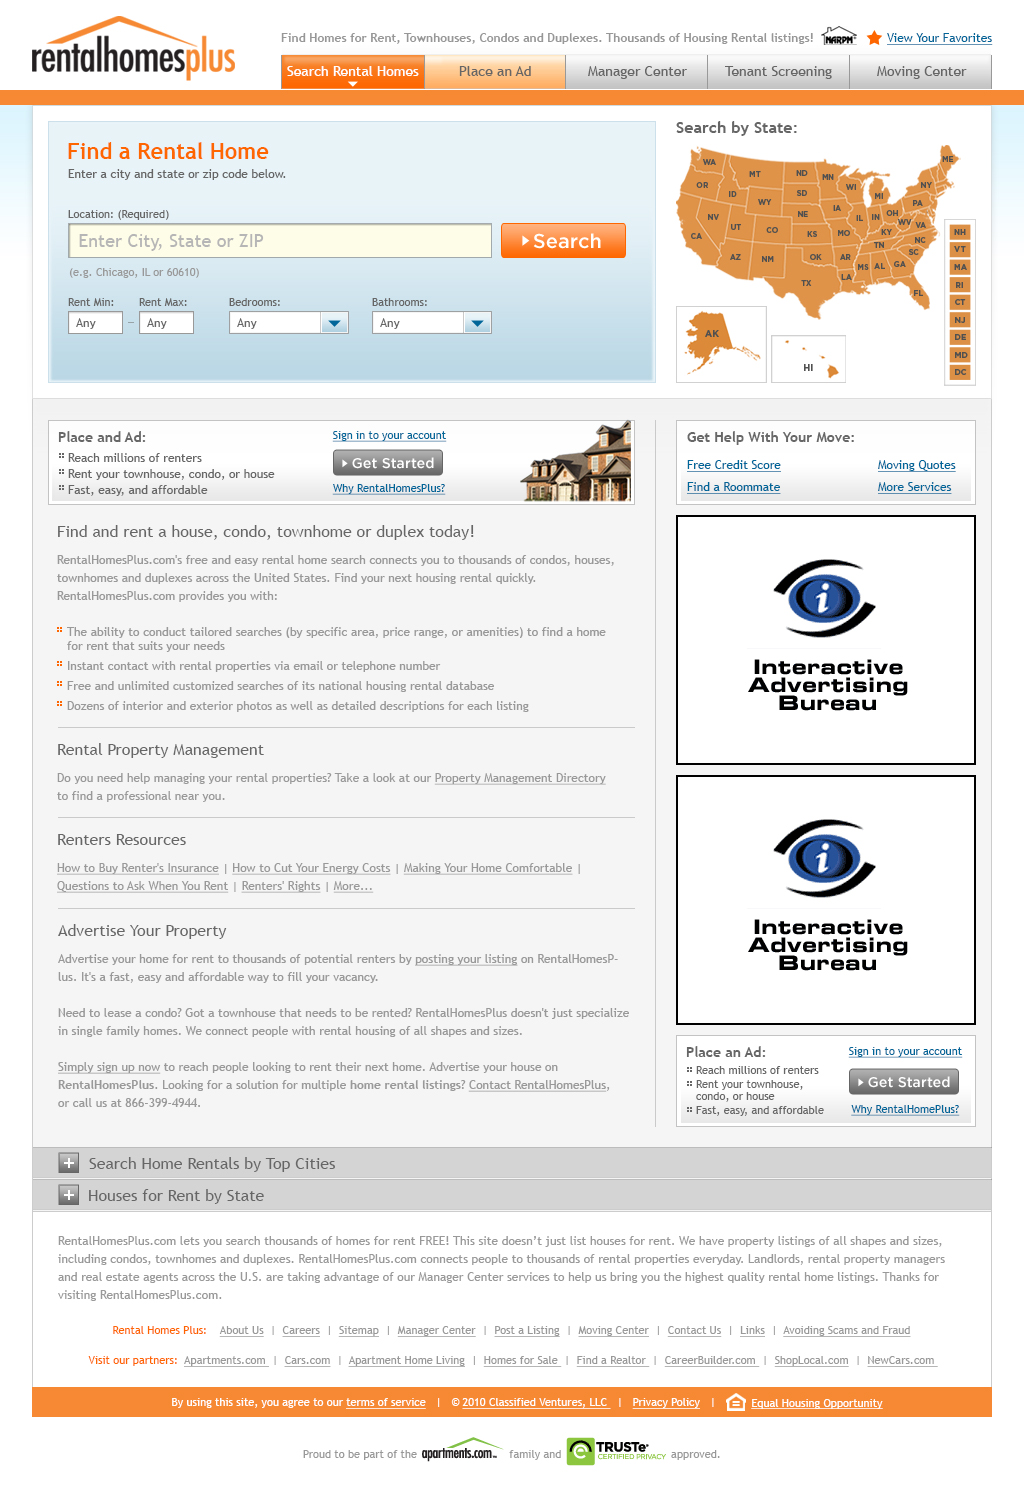 rentalhomesplus
Find Homes for Rent, Townhouses, Condos and Duplexes. Thousands of Housing Rental listings!
NARPM
View Your Favorites
Search Rental Homes
Place an Ad
Manager Center
Tenant Screening
Moving Center
Find a Rental Home
Enter a city and state or zip code below.
Location: (Required)
Enter City, State or ZIP
Search
(e.g. Chicago, IL or 60610)
Rent Min: Rent Max: Bedrooms: Bathrooms:
Any – Any Any Any
Search by State:
WA
OR
CA
NV
ID
MT
WY
UT
AZ
CO
NM
ND
SD
NE
KS
OK
TX
MN
IA
MO
AR
LA
WI
IL
MI
IN
OH
KY
TN
MS
AL
GA
FL
SC
NC
VA
WV
PA
NY
ME
AK
HI
NH
VT
MA
RI
CT
NJ
DE
MD
DC
Place and Ad:
Reach millions of renters
Rent your townhouse, condo, or house
Fast, easy, and affordable
Sign in to your account
Get Started
Why RentalHomesPlus?
Get Help With Your Move:
Free Credit Score
Moving Quotes
Find a Roommate
More Services
Find and rent a house, condo, townhome or duplex today!
RentalHomesPlus.com's free and easy rental home search connects you to thousands of condos, houses,
townhomes and duplexes across the United States. Find your next housing rental quickly.
RentalHomesPlus.com provides you with:
The ability to conduct tailored searches (by specific area, price range, or amenities) to find a home
for rent that suits your needs
Instant contact with rental properties via email or telephone number
Free and unlimited customized searches of its national housing rental database
Dozens of interior and exterior photos as well as detailed descriptions for each listing
Rental Property Management
Do you need help managing your rental properties? Take a look at our Property Management Directory
to find a professional near you.
Renters Resources
How to Buy Renter's Insurance | How to Cut Your Energy Costs | Making Your Home Comfortable |
Questions to Ask When You Rent | Renters' Rights | More...
Advertise Your Property
Advertise your home for rent to thousands of potential renters by posting your listing on RentalHomesP-
lus. It's a fast, easy and affordable way to fill your vacancy.
Need to lease a condo? Got a townhouse that needs to be rented? RentalHomesPlus doesn't just specialize
in single family homes. We connect people with rental housing of all shapes and sizes.
Simply sign up now to reach people looking to rent their next home. Advertise your house on
RentalHomesPlus. Looking for a solution for multiple home rental listings? Contact RentalHomesPlus,
or call us at 866-399-4944.
i
Interactive
Advertising
Bureau
i
Interactive
Advertising
Bureau
Place an Ad:
Reach millions of renters
Rent your townhouse,
condo, or house
Fast, easy, and affordable
Sign in to your account
Get Started
Why RentalHomePlus?
Search Home Rentals by Top Cities
Houses for Rent by State
RentalHomesPlus.com lets you search thousands of homes for rent FREE! This site doesn’t just list houses for rent. We have property listings of all shapes and sizes,
including condos, townhomes and duplexes. RentalHomesPlus.com connects people to thousands of rental properties everyday. Landlords, rental property managers
and real estate agents across the U.S. are taking advantage of our Manager Center services to help us bring you the highest quality rental home listings. Thanks for
visiting RentalHomesPlus.com.
Rental Homes Plus: About Us | Careers | Sitemap | Manager Center | Post a Listing | Moving Center | Contact Us | Links | Avoiding Scams and Fraud
Visit our partners: Apartments.com | Cars.com | Apartment Home Living | Homes for Sale | Find a Realtor | CareerBuilder.com | ShopLocal.com | NewCars.com
By using this site, you agree to our terms of service | © 2010 Classified Ventures, LLC | Privacy Policy | Equal Housing Opportunity
Proud to be part of the apartments.com family and TRUSTe CERTIFIED PRIVACY approved.